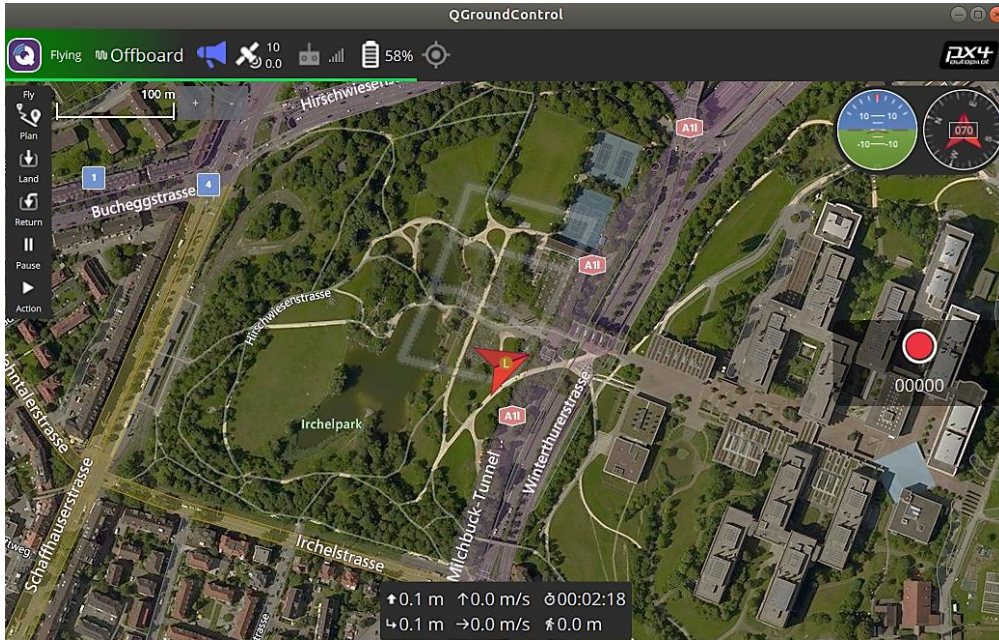 QGroundControl
Flying Offboard 10 0.0 58%
px4 autopilot
Fly
Plan
Land
Return
Pause
Action
100 m + -
Hirschwiesen
A1l
1
4
Bucheggstrasse
10 10
-10 -10
N
W
070
A1l
Hirschwiesenstrasse
L
00000
Irchelpark
A1l
Winterthurerstrasse
Milchbuck-Tunnel
Schaffhauserstrasse
Irchelstrasse
0.1 m 0.0 m/s 00:02:18
0.1 m 0.0 m/s 0.0 m